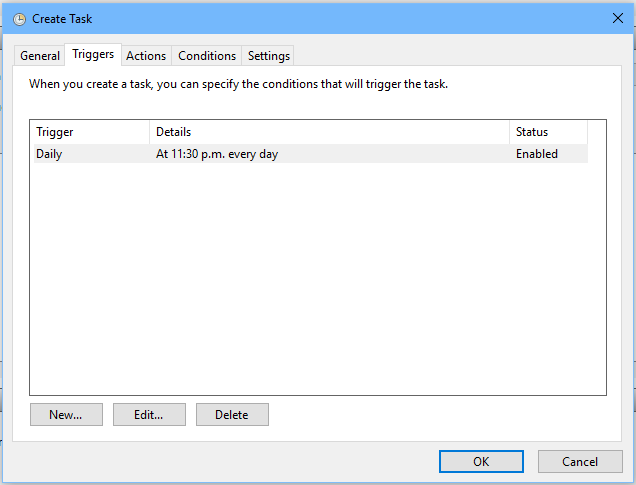 Create Task
General Triggers Actions Conditions Settings
When you create a task, you can specify the conditions that will trigger the task.
Trigger Details Status
Daily At 11:30 p.m. every day Enabled
New... Edit... Delete
OK Cancel